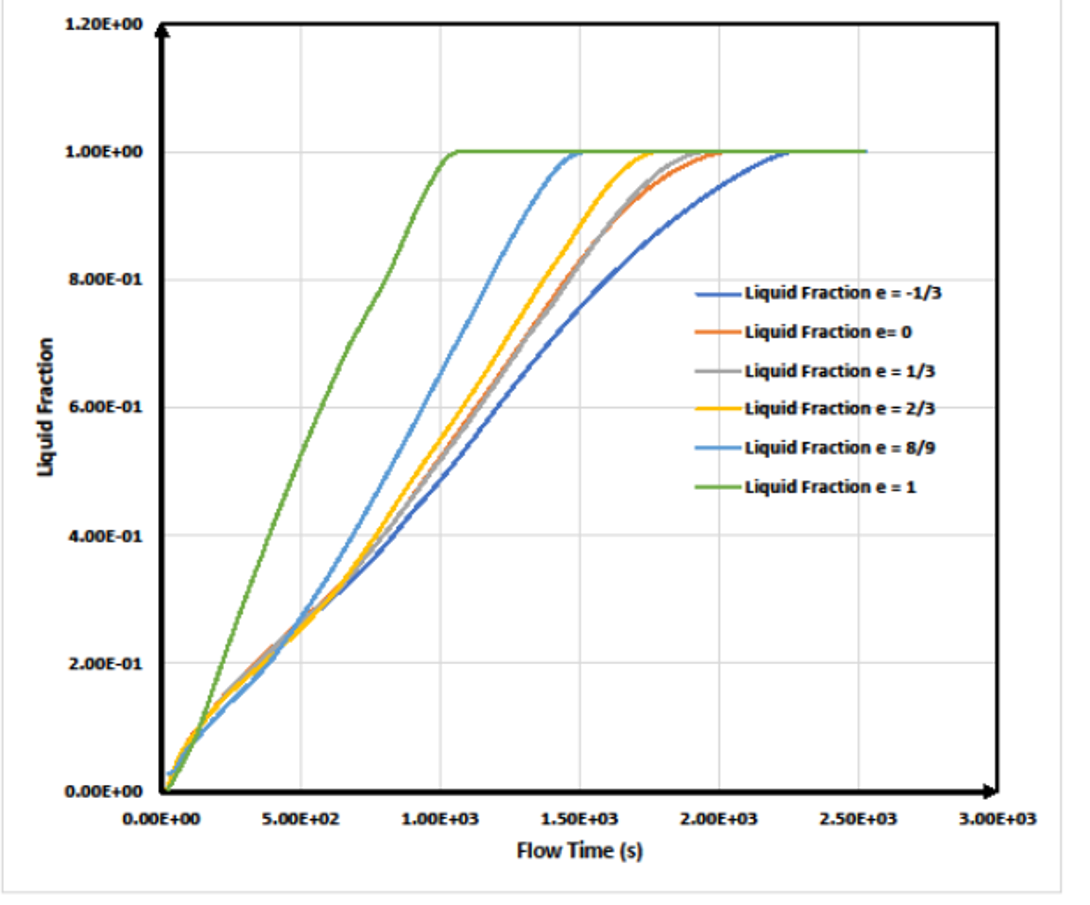 1.20E+00
1.00E+00
8.00E-01
6.00E-01
4.00E-01
2.00E-01
0.00E+00
Liquid Fraction
Liquid Fraction e = -1/3
Liquid Fraction e= 0
Liquid Fraction e = 1/3
Liquid Fraction e = 2/3
Liquid Fraction e = 8/9
Liquid Fraction e = 1
0.00E+00 5.00E+02 1.00E+03 1.50E+03 2.00E+03 2.50E+03 3.00E+03
Flow Time (s)